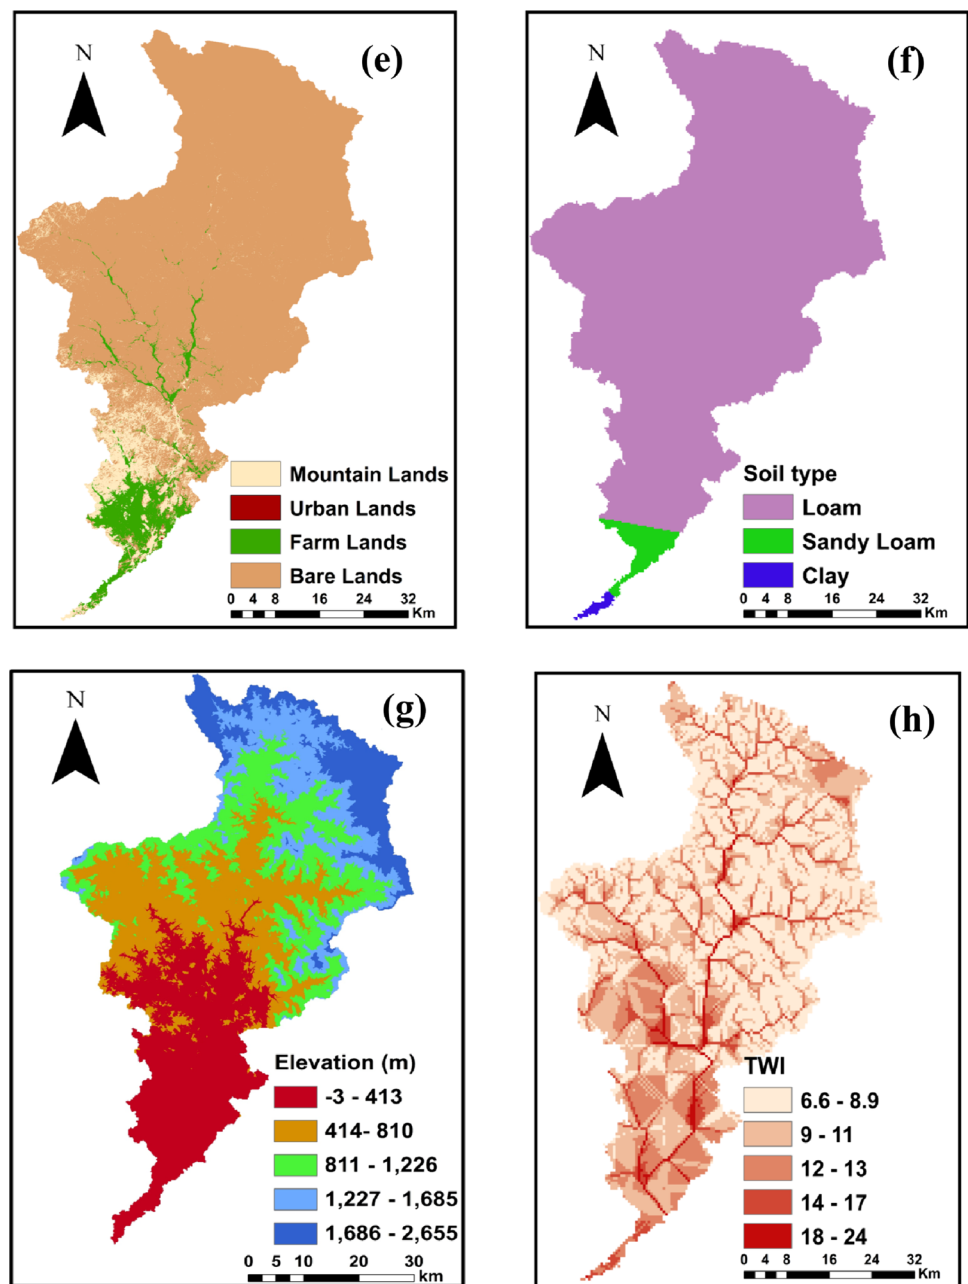 (e)
N
Mountain Lands
Urban Lands
Farm Lands
Bare Lands
0 4 8 16 24 32
Km
(f)
N
Soil type
Loam
Sandy Loam
Clay
0 4 8 16 24 32
Km
(g)
N
Elevation (m)
-3 - 413
414- 810
811 - 1,226
1,227 - 1,685
1,686 - 2,655
0 5 10 20 30
km
(h)
N
TWI
6.6 - 8.9
9 - 11
12 - 13
14 - 17
18 - 24
0 4 8 16 24 32
Km